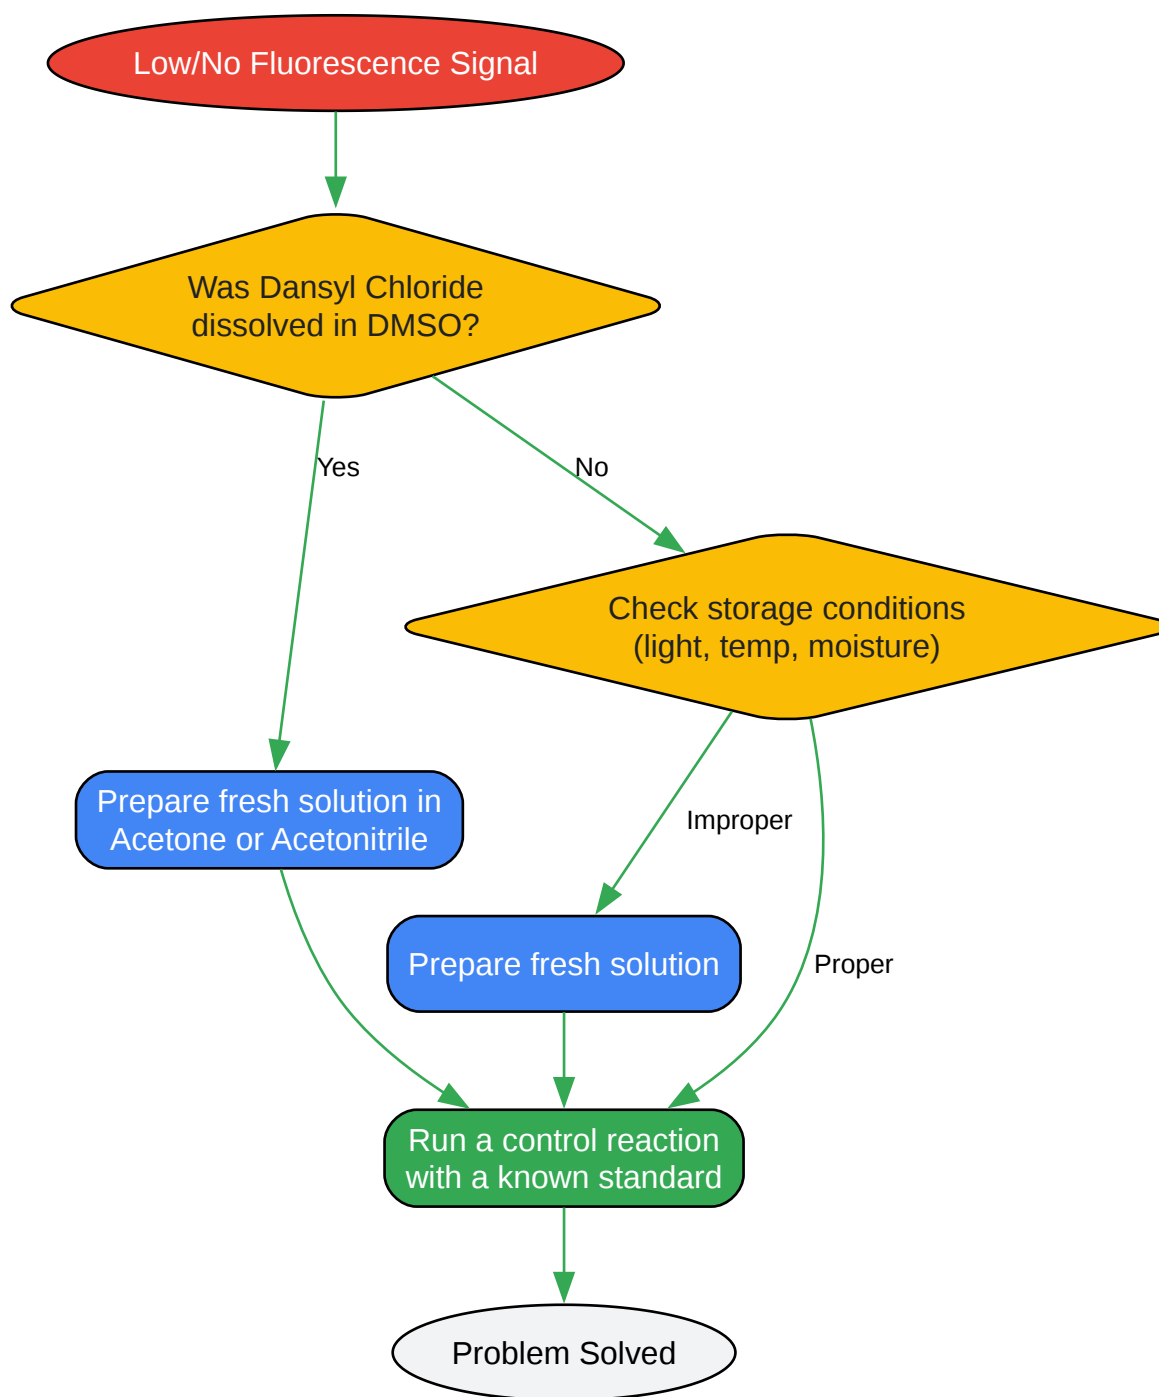 Low/No Fluorescence Signal
Was Dansyl Chloride
dissolved in DMSO?
Yes
No
Check storage conditions
(light, temp, moisture)
Prepare fresh solution in
Acetone or Acetonitrile
Improper
Prepare fresh solution
Proper
Run a control reaction
with a known standard
Problem Solved